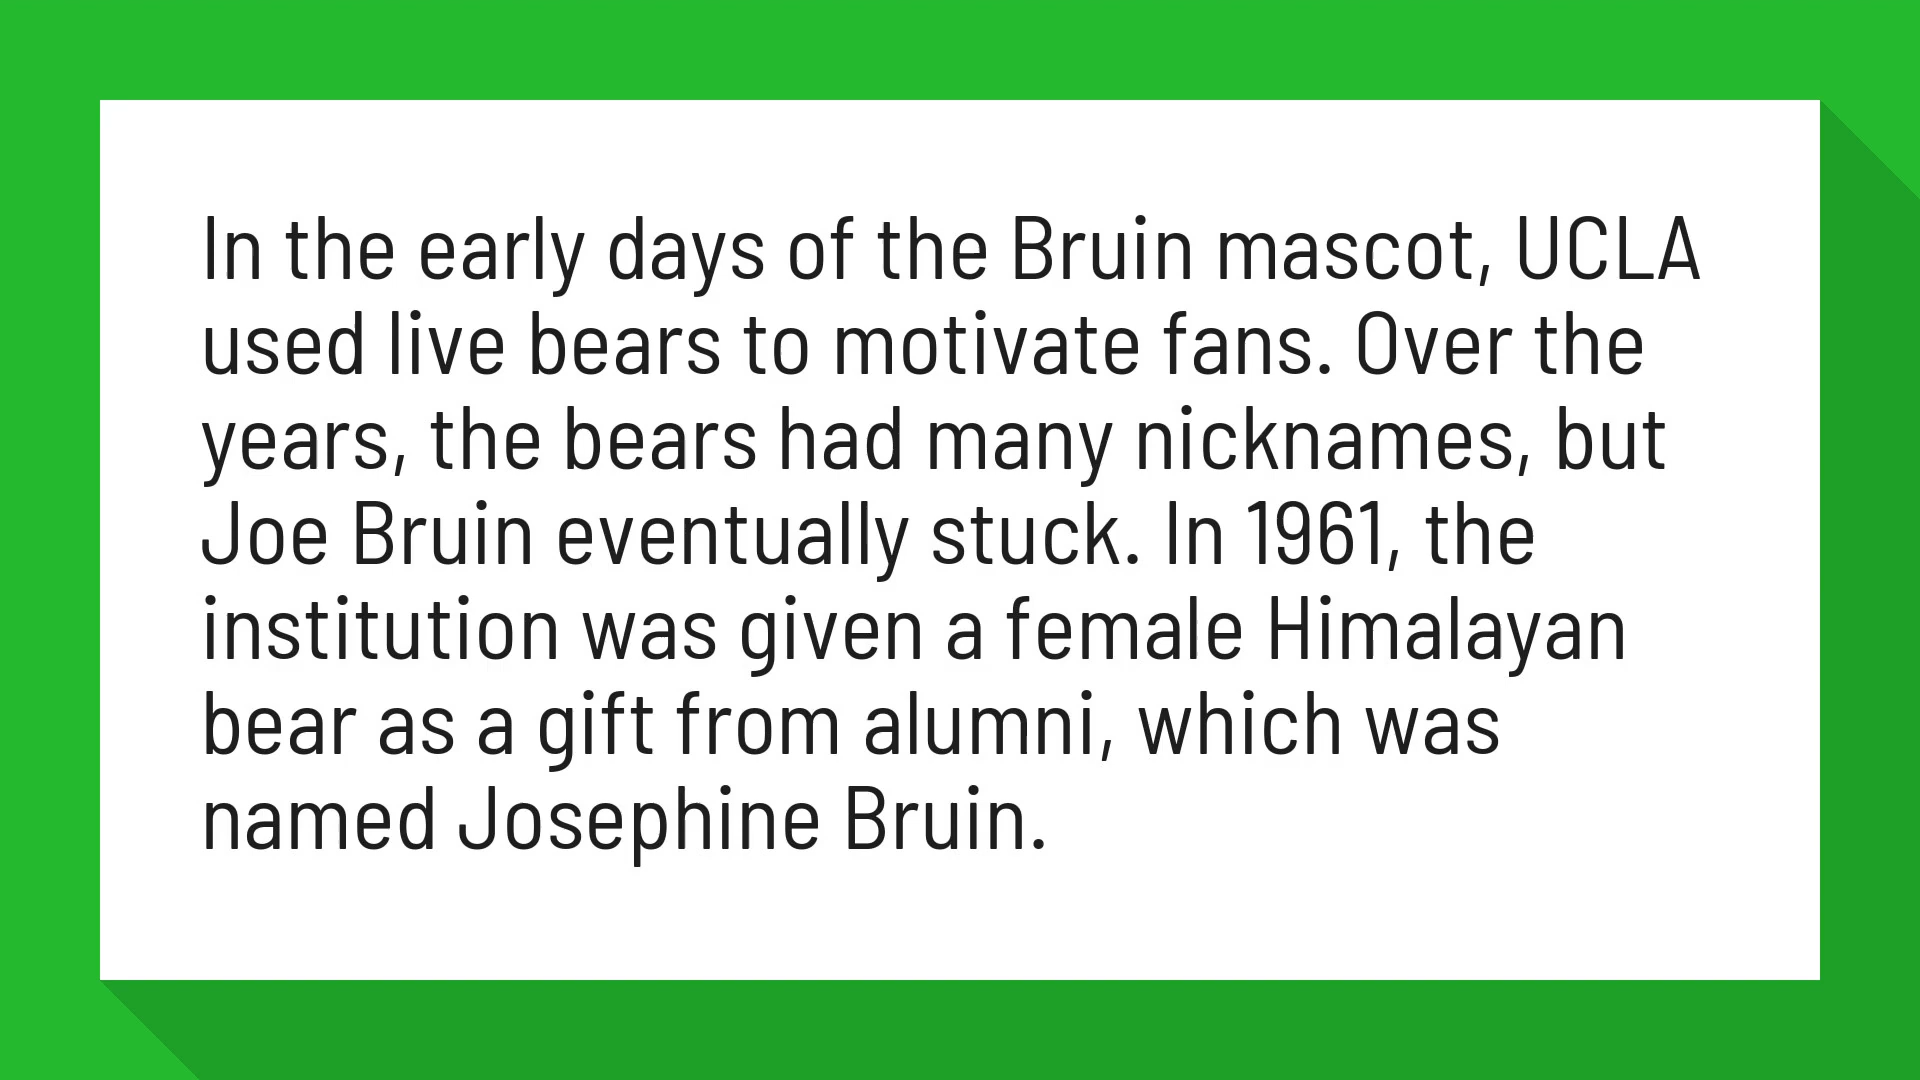 In the early days of the Bruin mascot, UCLA
used live bears to motivate fans. Over the
years, the bears had many nicknames, but
Joe Bruin eventually stuck. In 1961, the
institution was given a female Himalayan
bear as a gift from alumni, which was
named Josephine Bruin.